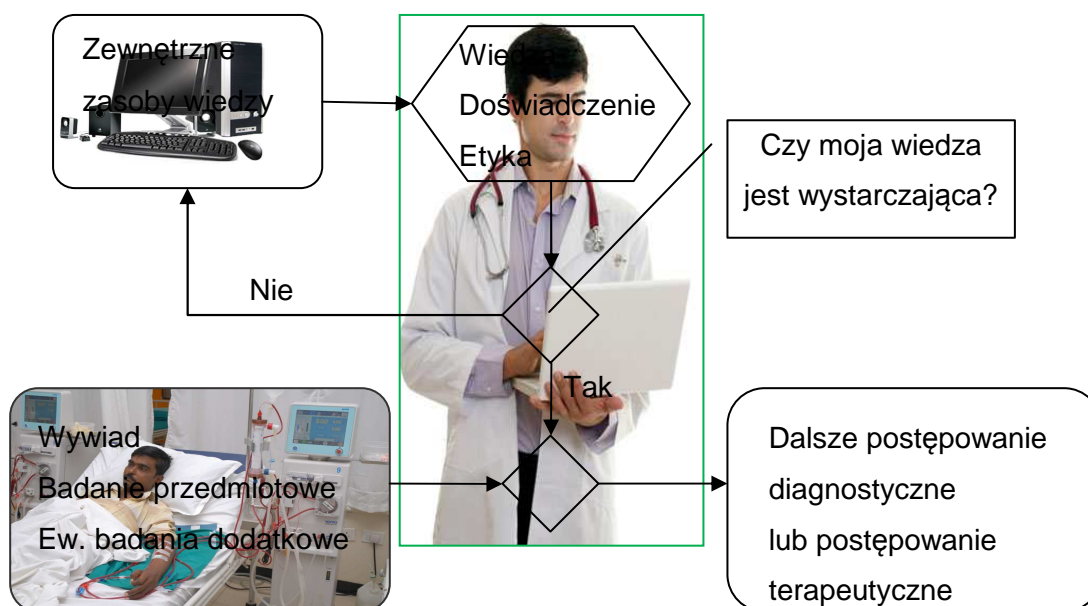 Zewnętrzne
zasoby wiedzy
Wiedza
Doświadczenie
Etyka
Czy moja wiedza
jest wystarczająca?
Nie
Tak
Wywiad
Badanie przedmiotowe
Ew. badania dodatkowe
Dalsze postępowanie
diagnostyczne
lub postępowanie
terapeutyczne